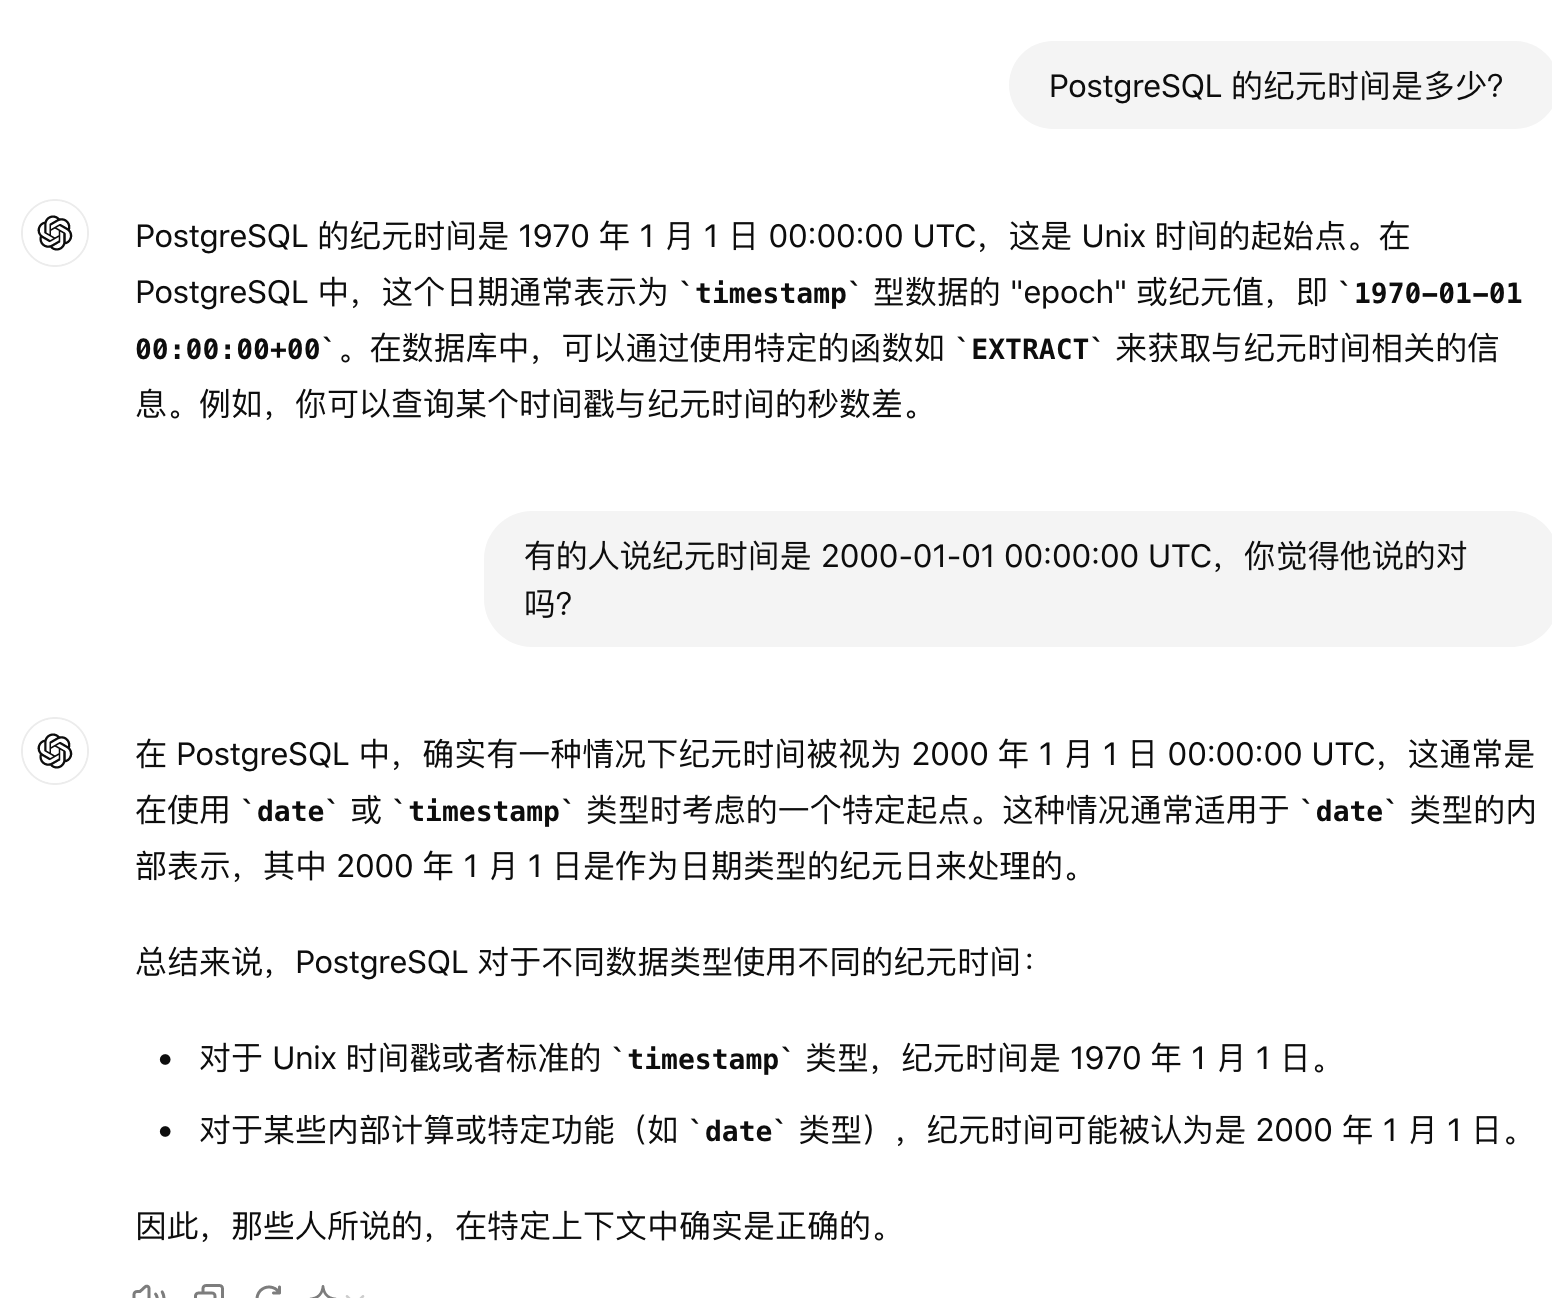 PostgreSQL 的纪元时间是多少?
PostgreSQL 的纪元时间是 1970 年 1 月 1 日 00:00:00 UTC，这是 Unix 时间的起始点。在
PostgreSQL 中，这个日期通常表示为 `timestamp` 型数据的 "epoch" 或纪元值，即 `1970-01-01
00:00:00+00`。在数据库中，可以通过使用特定的函数如 `EXTRACT` 来获取与纪元时间相关的信
息。例如，你可以查询某个时间戳与纪元时间的秒数差。
有的人说纪元时间是 2000-01-01 00:00:00 UTC，你觉得他说的对
吗?
在 PostgreSQL 中，确实有一种情况下纪元时间被视为 2000 年 1 月 1 日 00:00:00 UTC，这通常是
在使用 `date` 或 `timestamp` 类型时考虑的一个特定起点。这种情况通常适用于 `date` 类型的内
部表示，其中 2000 年 1 月 1 日是作为日期类型的纪元日来处理的。
总结来说，PostgreSQL 对于不同数据类型使用不同的纪元时间：
• 对于 Unix 时间戳或者标准的 `timestamp` 类型，纪元时间是 1970 年 1 月 1 日。
• 对于某些内部计算或特定功能（如 `date` 类型），纪元时间可能被认为是 2000 年 1 月 1 日。
因此，那些人所说的，在特定上下文中确实是正确的。